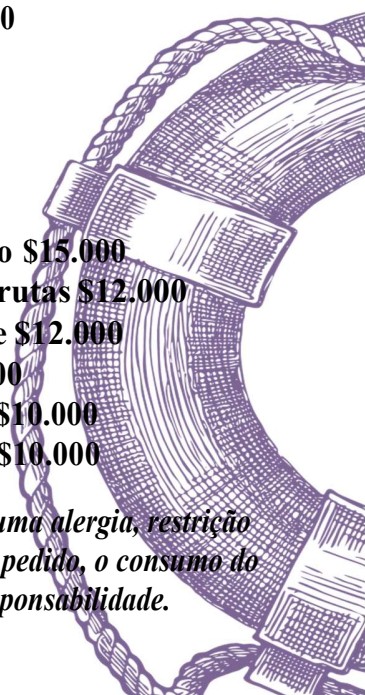 0
o $15.000
rutas $12.000
e $12.000
00
$10.000
$10.000
uma alergia, restrição
pedido, o consumo do
ponsabilidade.